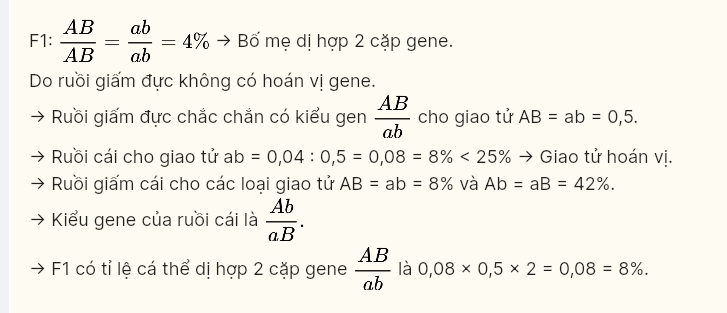 F1: AB/AB = ab/ab = 4% → Bố mẹ dị hợp 2 cặp gene.
Do ruồi giấm đực không có hoán vị gene.
→ Ruồi giấm đực chắc chắn có kiểu gen AB/ab cho giao tử AB = ab = 0,5.
→ Ruồi cái cho giao tử ab = 0,04 : 0,5 = 0,08 = 8% < 25% → Giao tử hoán vị.
→ Ruồi giấm cái cho các loại giao tử AB = ab = 8% và Ab = aB = 42%.
→ Kiểu gene của ruồi cái là Ab/aB.
→ F1 có tỉ lệ cá thể dị hợp 2 cặp gene AB/ab là 0,08 × 0,5 × 2 = 0,08 = 8%.